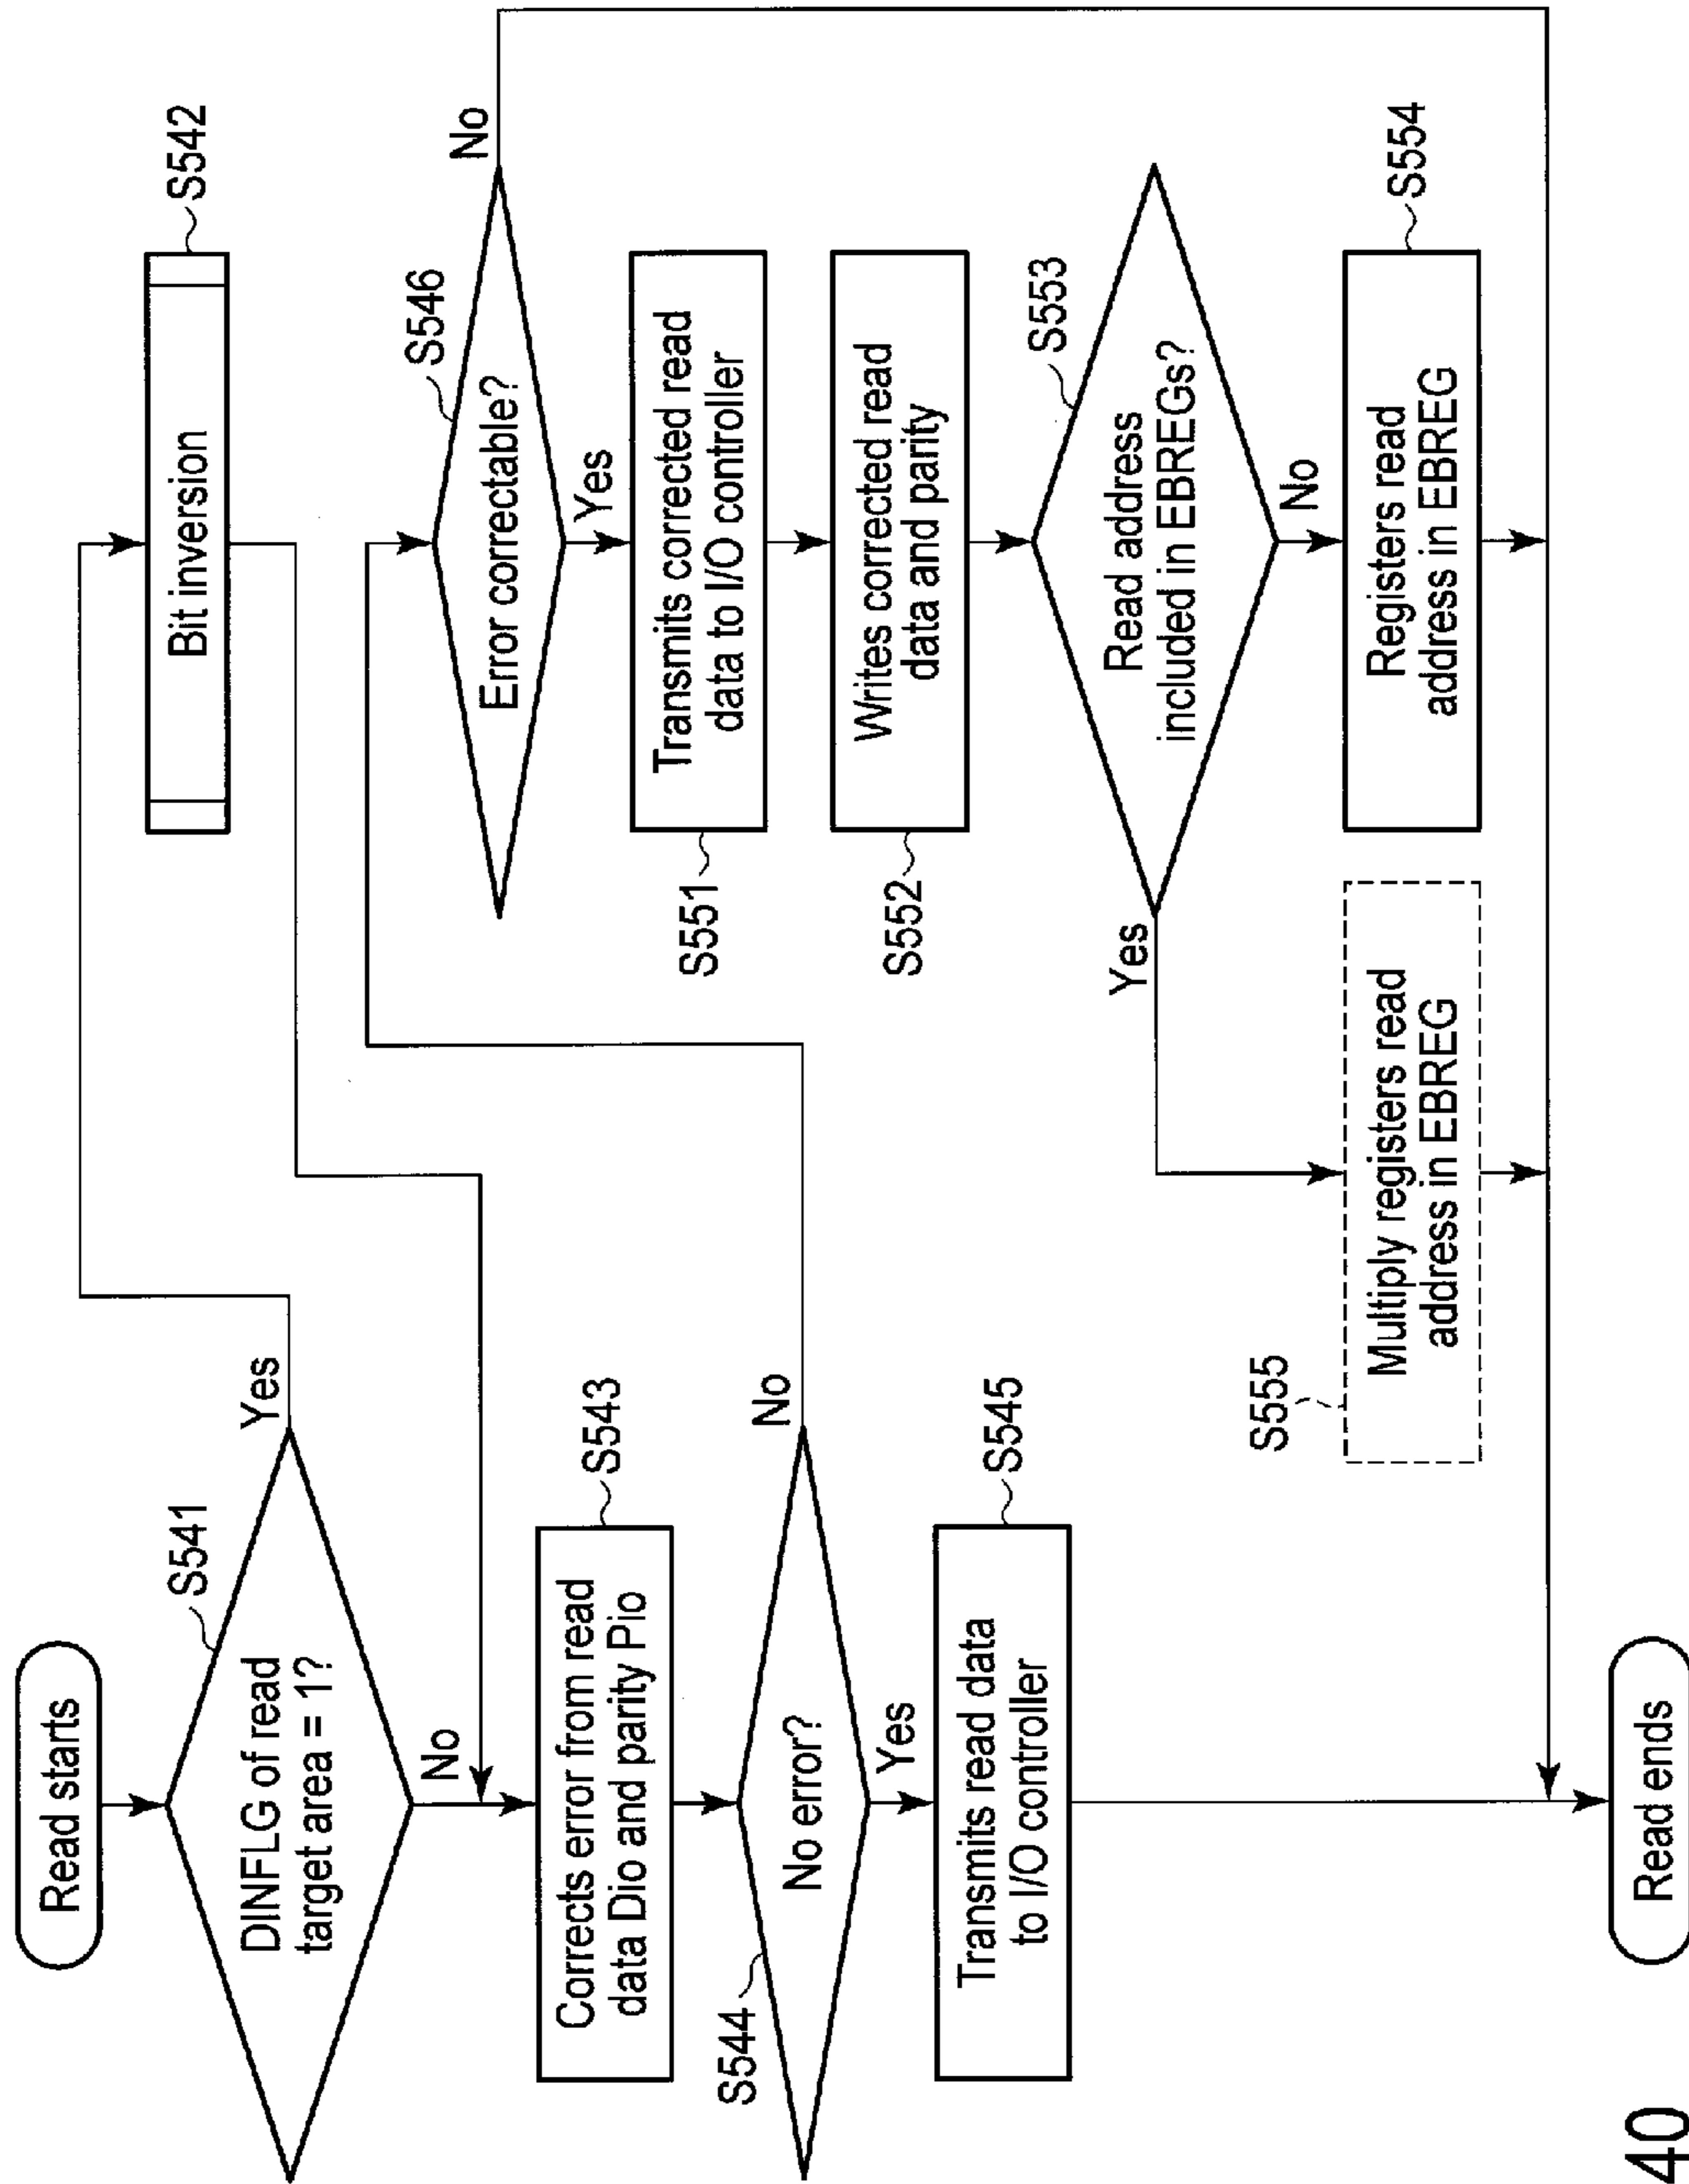 Read starts
S541
DINFLG of read
target area = 1?
Yes
No
S542
Bit inversion
S543
Corrects error from read
data Dio and parity Pio
S544
No error?
No
Yes
S545
Transmits read data
to I/O controller
S546
Error correctable?
No
Yes
S551
Transmits corrected read
data to I/O controller
S552
Writes corrected read
data and parity
S553
Read address
included in EBREGs?
Yes
No
S554
Registers read
address in EBREG
S555
Multiply registers read
address in EBREG
Read ends
40